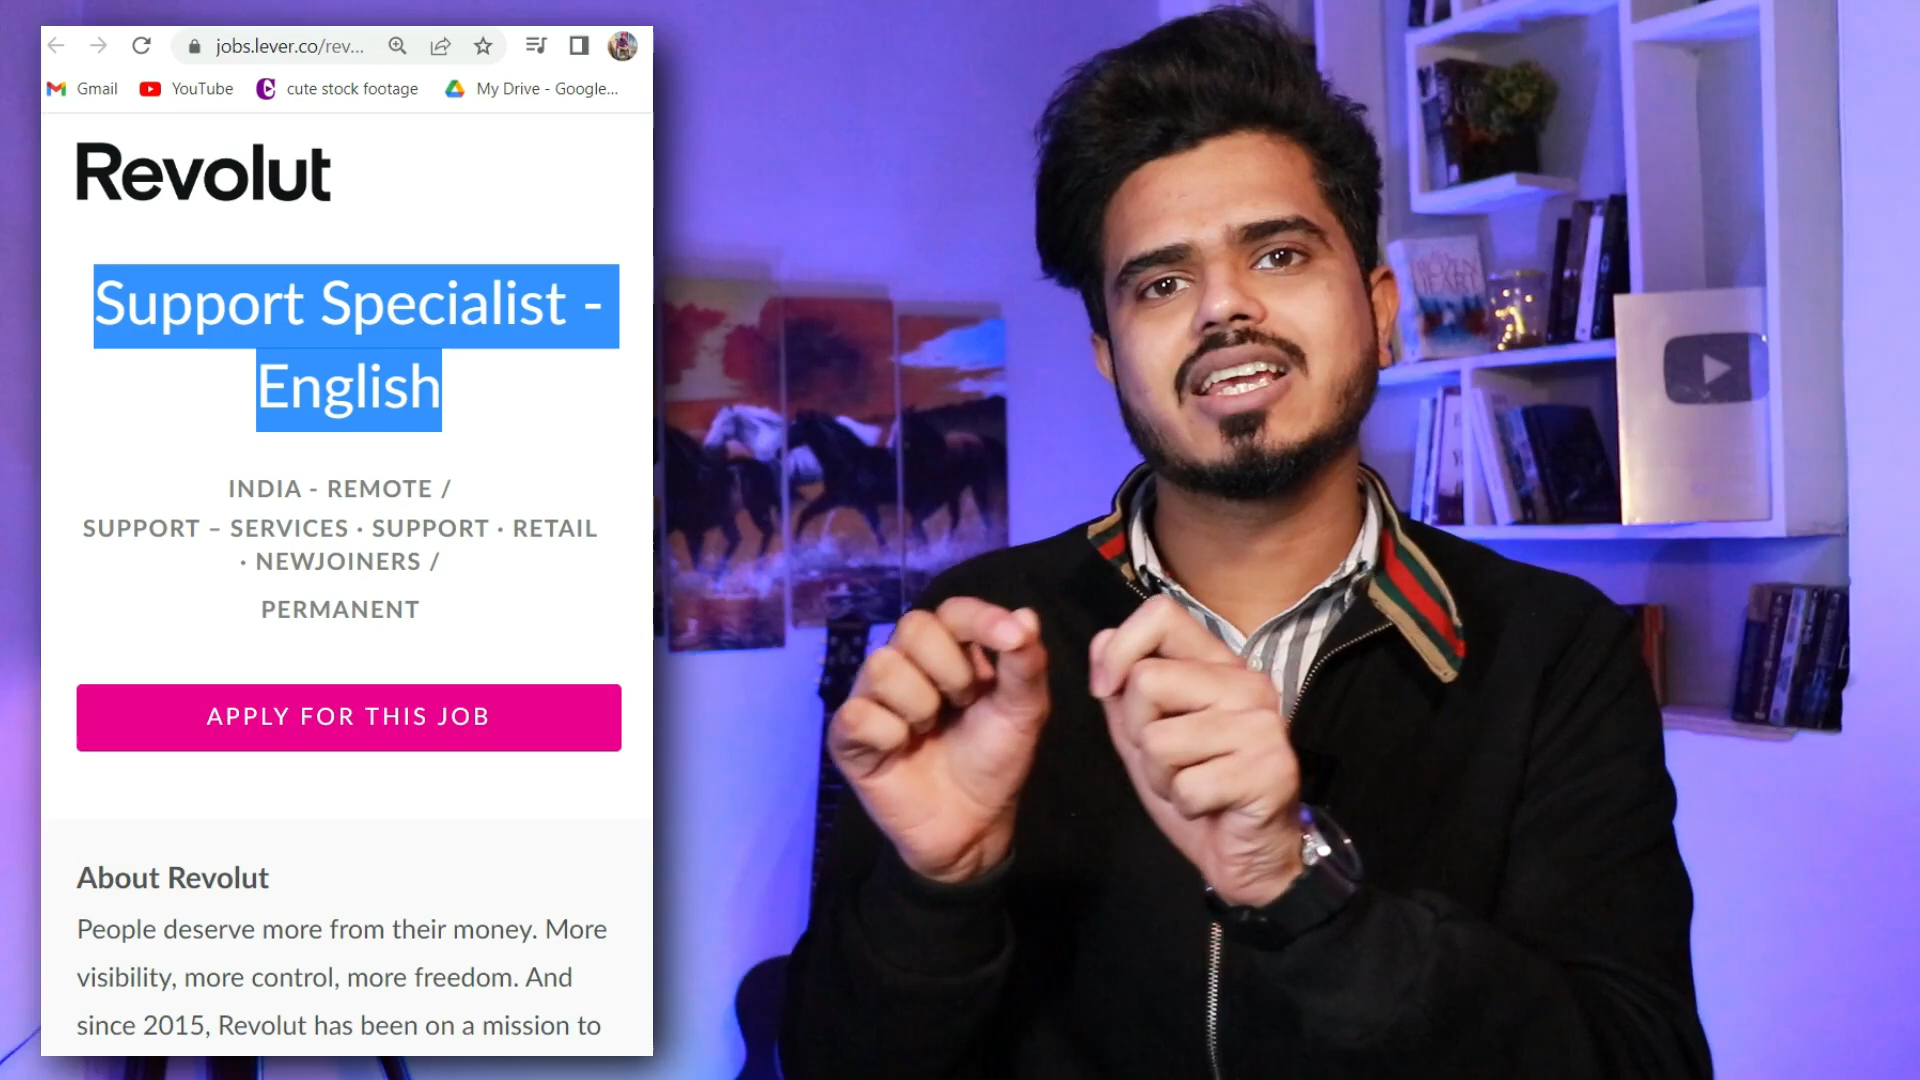 jobs.lever.co/rev...
Gmail YouTube cute stock footage My Drive - Google...
Revolut
Support Specialist -
English
INDIA - REMOTE /
SUPPORT – SERVICES · SUPPORT · RETAIL
· NEWJOINERS /
PERMANENT
APPLY FOR THIS JOB
About Revolut
People deserve more from their money. More
visibility, more control, more freedom. And
since 2015, Revolut has been on a mission to